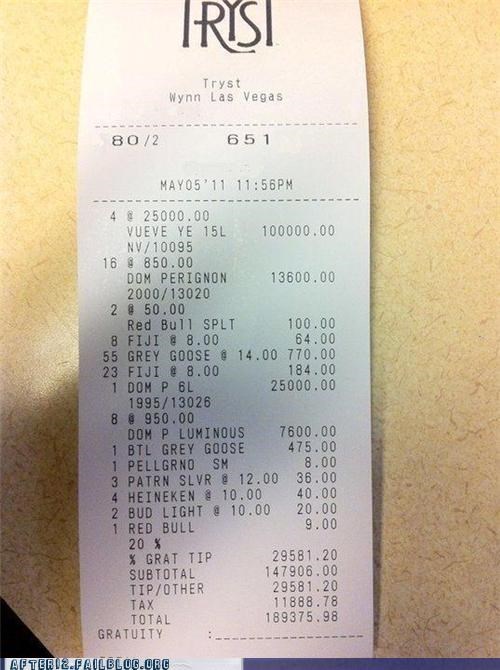 TRYST
Tryst
Wynn Las Vegas
80/2 651
MAY05'11 11:56PM
4 @ 25000.00
VUEVE YE 15L 100000.00
NV/10095
16 @ 850.00
DOM PERIGNON 13600.00
2000/13020
2 @ 50.00
Red Bull SPLT 100.00
8 FIJI @ 8.00 64.00
55 GREY GOOSE @ 14.00 770.00
23 FIJI @ 8.00 184.00
1 DOM P 6L 25000.00
1995/13026
8 @ 950.00
DOM P LUMINOUS 7600.00
1 BTL GREY GOOSE 475.00
1 PELLGRNO SM 8.00
3 PATRN SLVR @ 12.00 36.00
4 HEINEKEN @ 10.00 40.00
2 BUD LIGHT @ 10.00 20.00
1 RED BULL 9.00
20 %
% GRAT TIP 29581.20
SUBTOTAL 147906.00
TIP/OTHER 29581.20
TAX 11888.78
TOTAL 189375.98
GRATUITY :
AFTER12.FAILBLOG.ORG